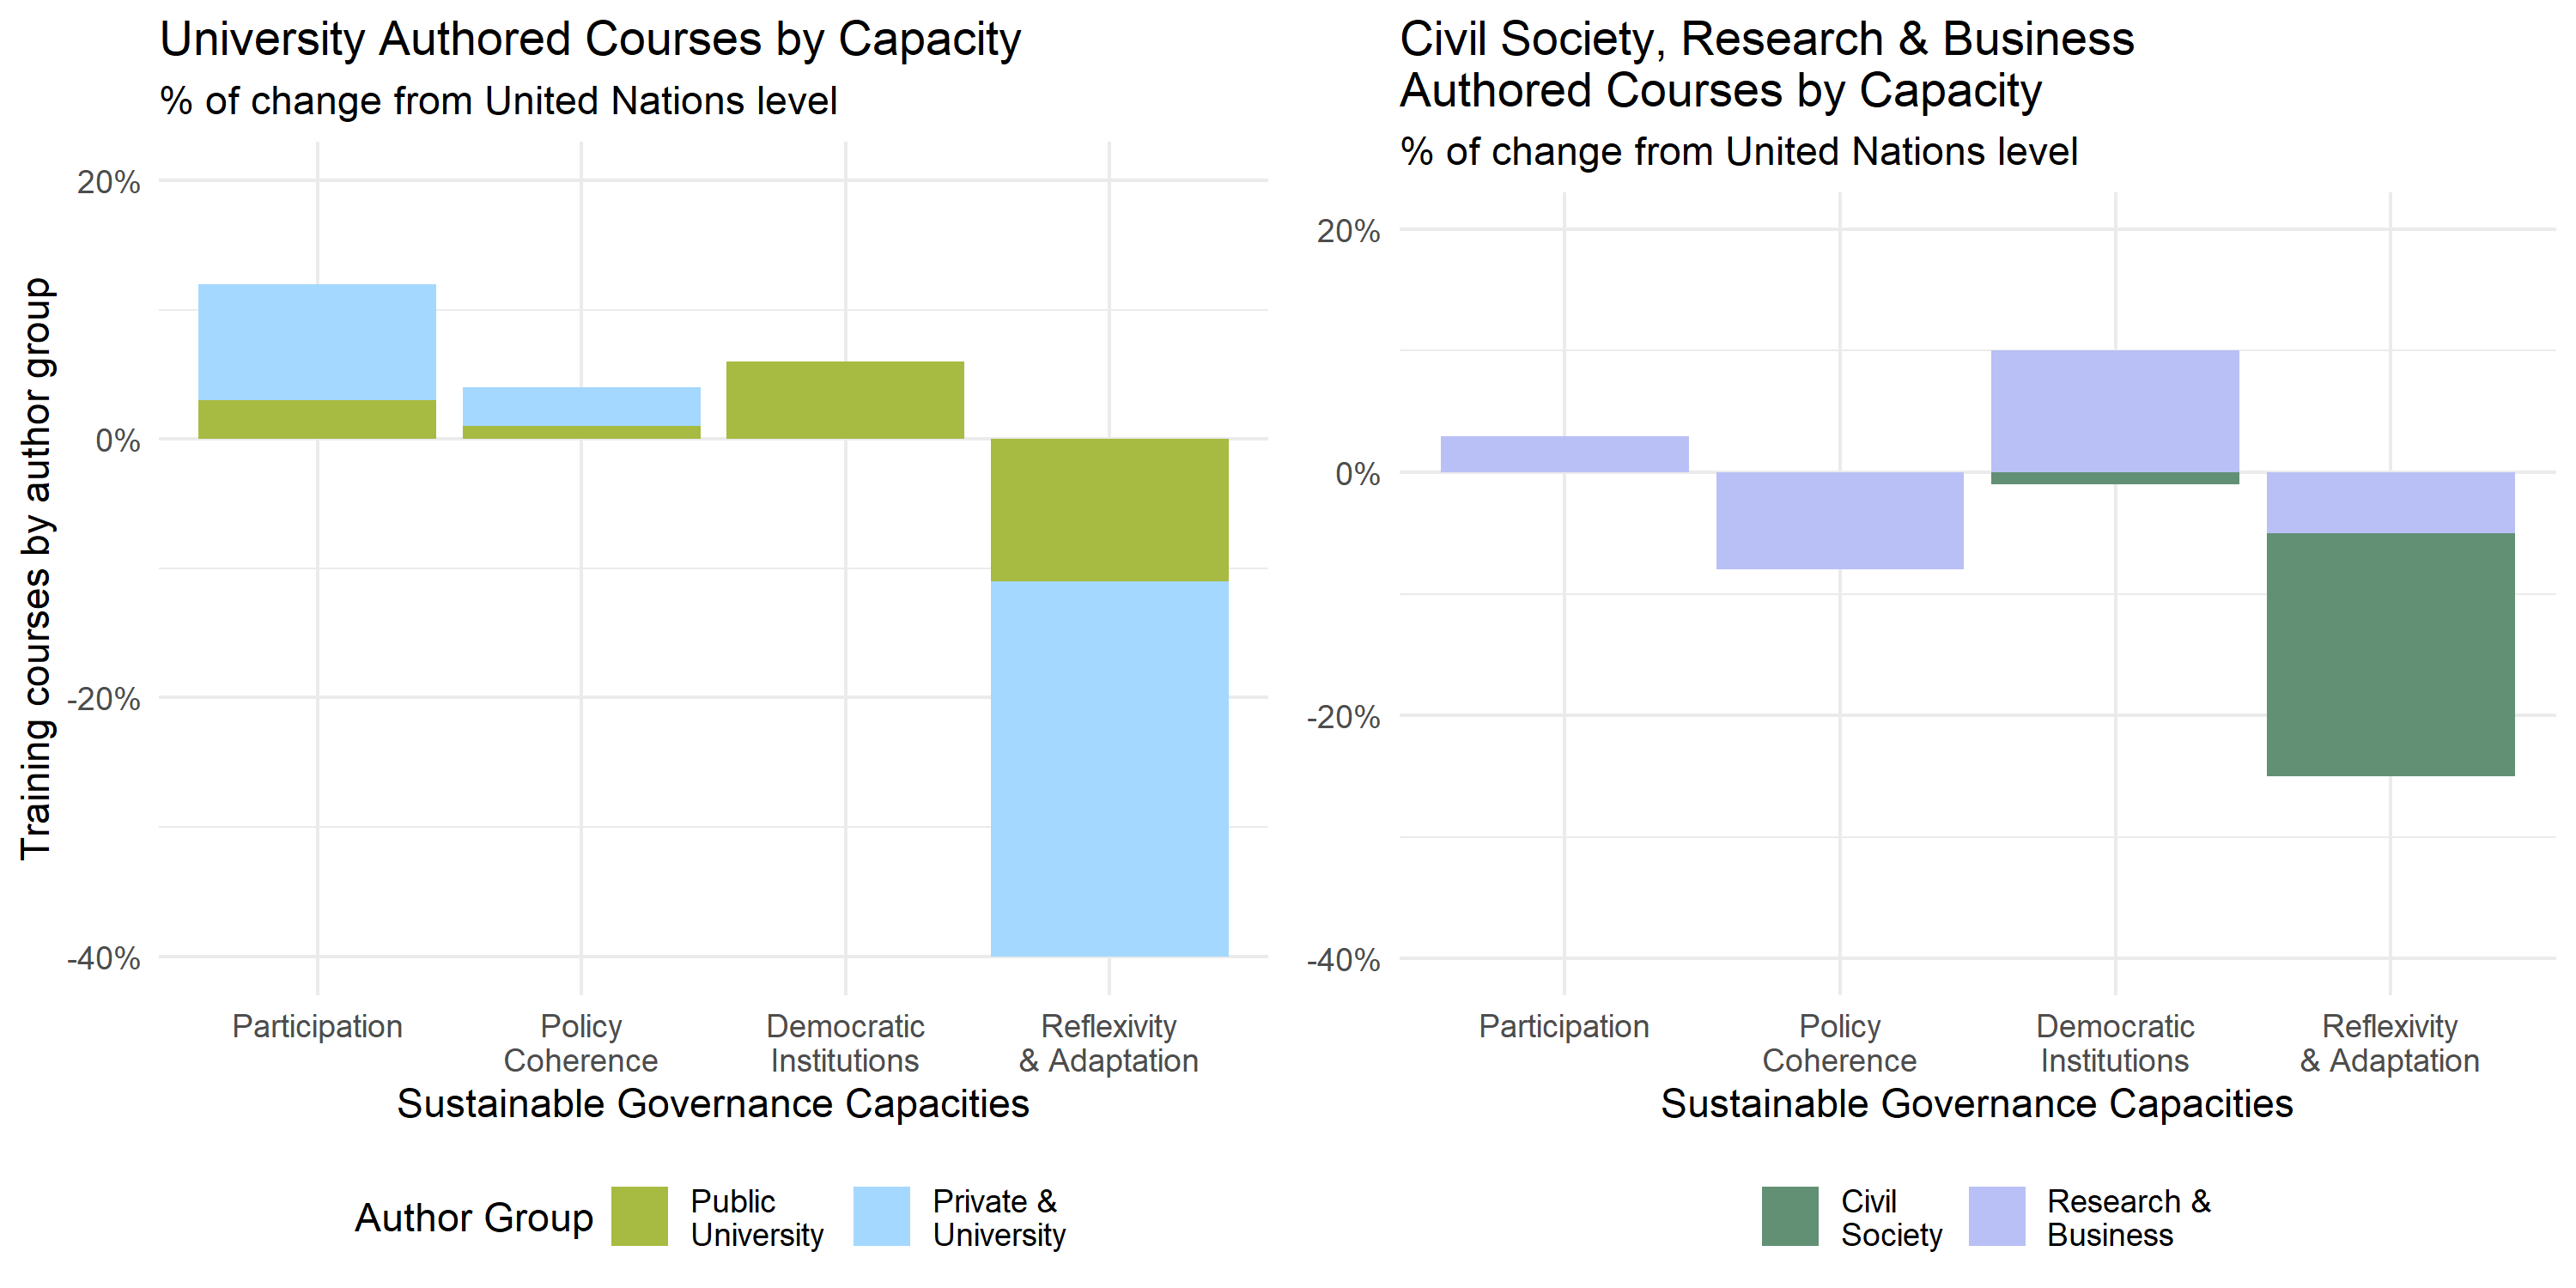 University Authored Courses by Capacity
% of change from United Nations level
Training courses by author group
20%
0%
-20%
-40%
Participation
Policy
Coherence
Democratic
Institutions
Reflexivity
& Adaptation
Sustainable Governance Capacities
Author Group
Public
University
Private &
University
Civil Society, Research & Business
Authored Courses by Capacity
% of change from United Nations level
20%
0%
-20%
-40%
Participation
Policy
Coherence
Democratic
Institutions
Reflexivity
& Adaptation
Sustainable Governance Capacities
Civil
Society
Research &
Business